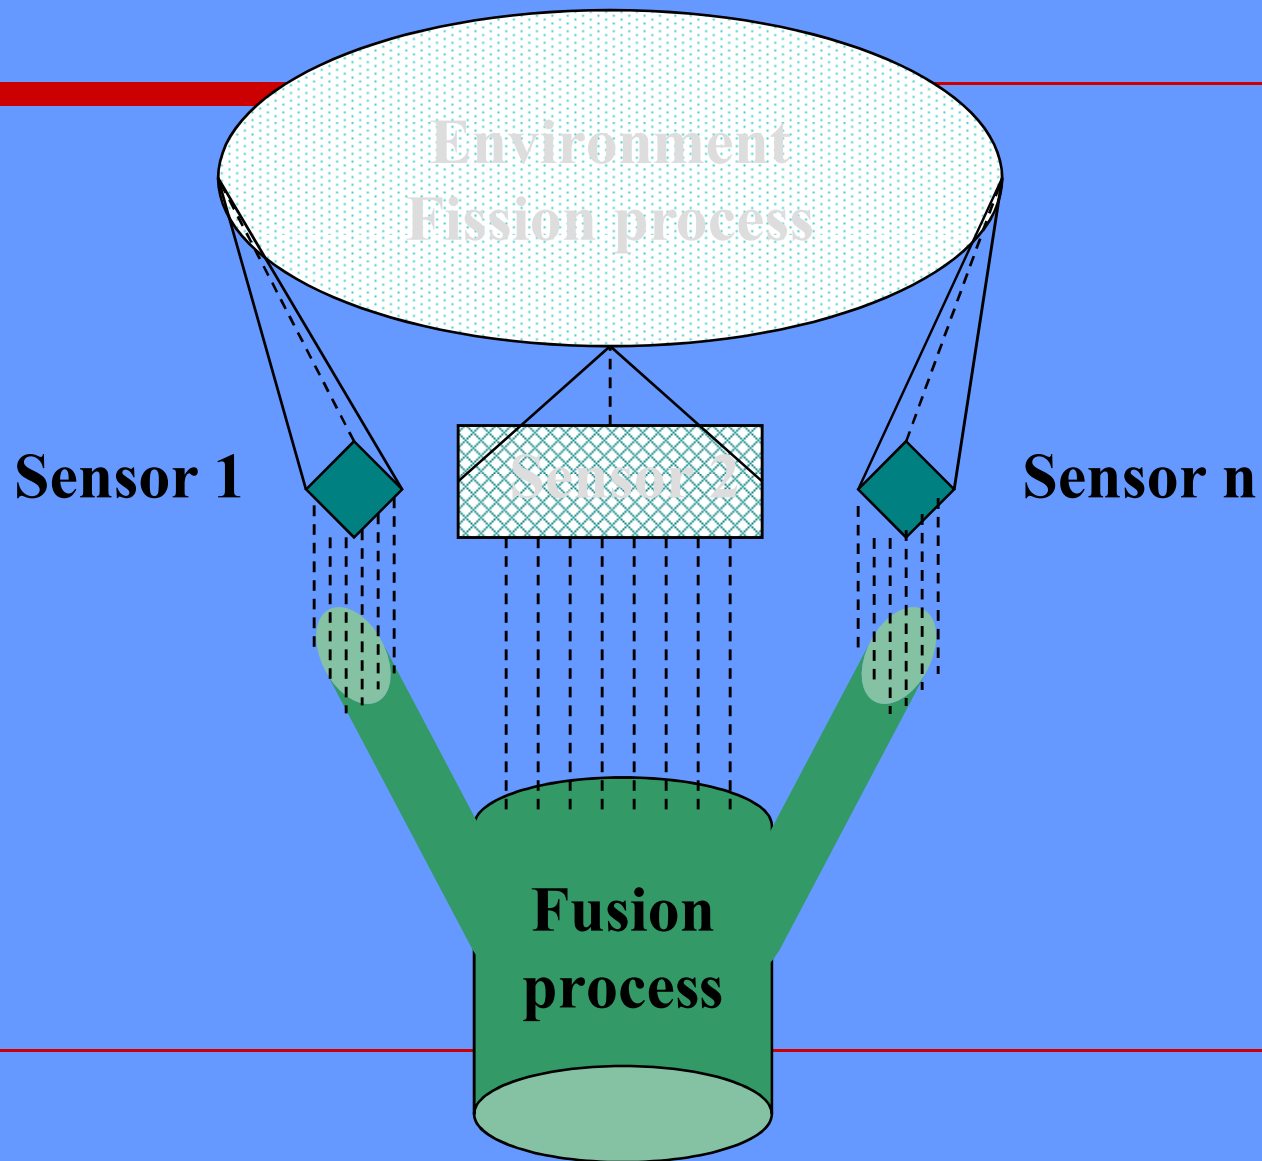 Environment
Fission process
Sensor 1
Sensor 2
Sensor n
Fusion
process